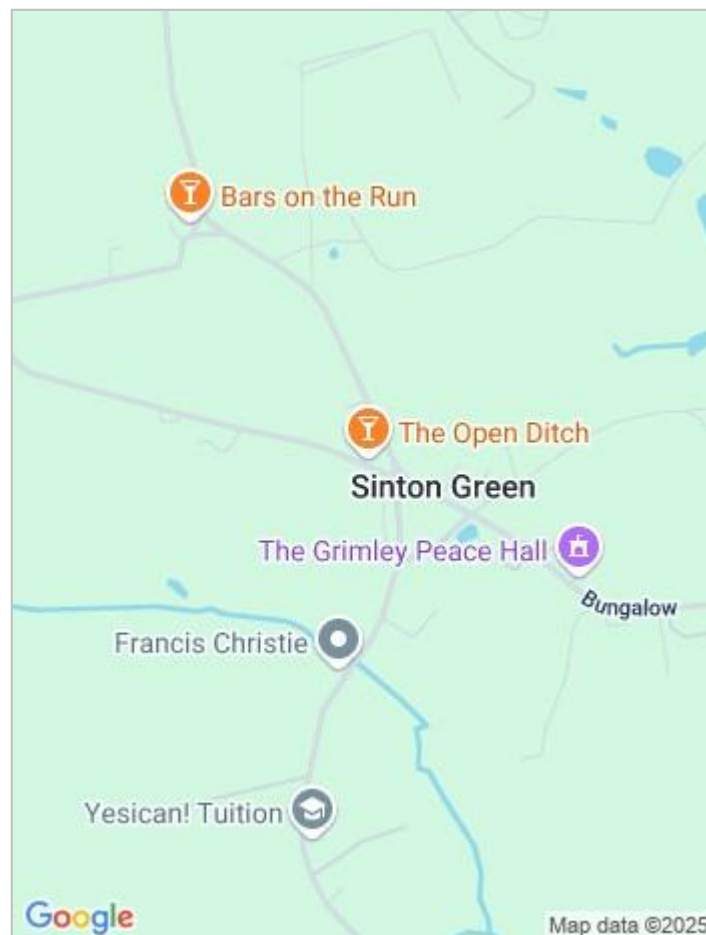 Bars on the Run
The Open Ditch
Sinton Green
The Grimley Peace Hall
Bungalow
Francis Christie
Yesican! Tuition
Google
Map data ©2025